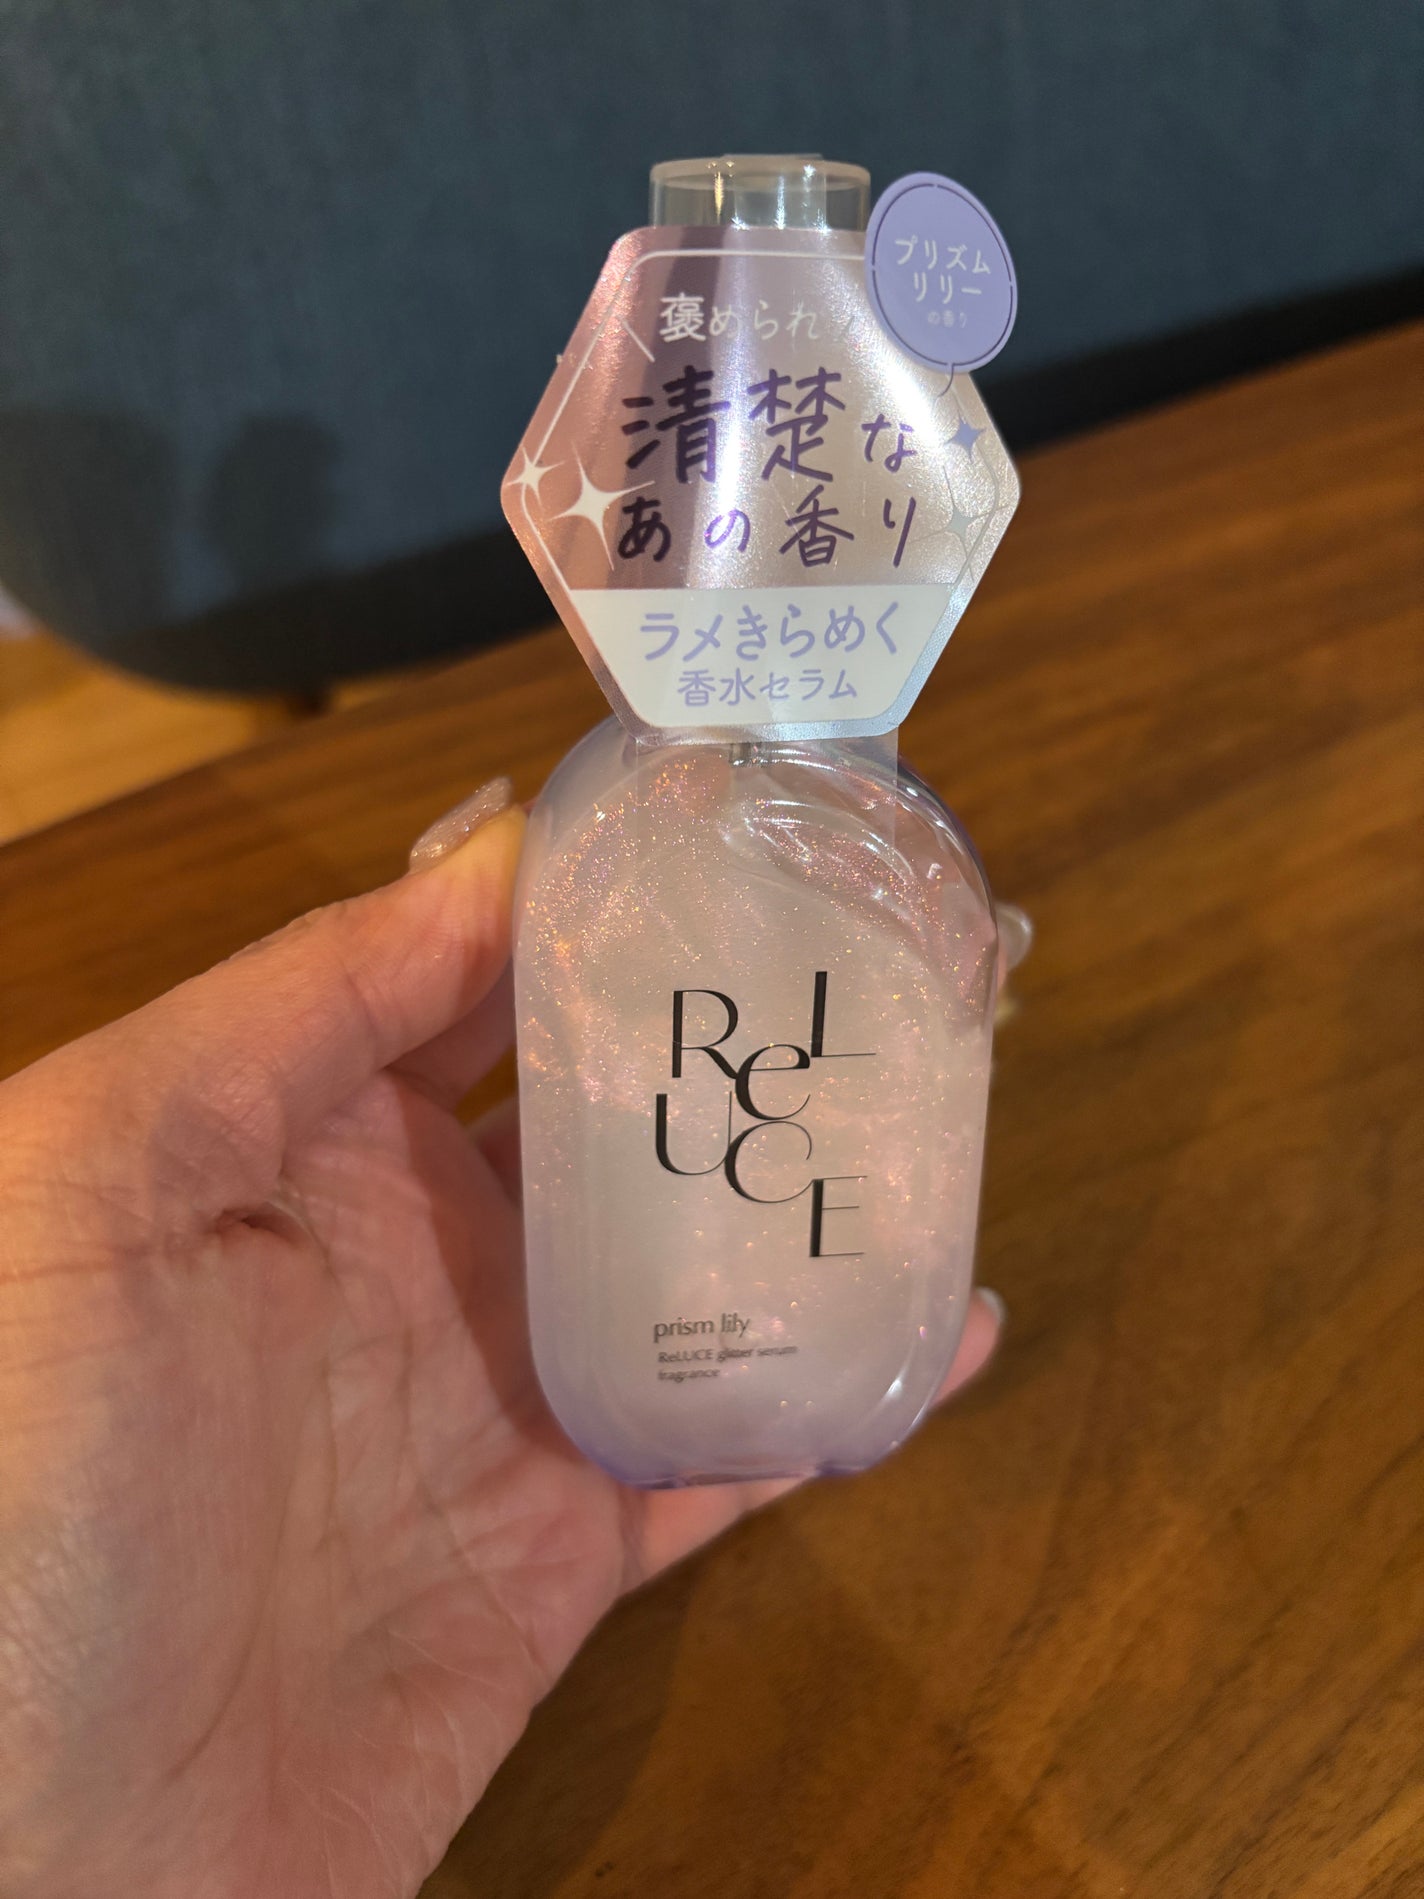 プリズム
リリー
の香り
褒められ
清楚な
あの香り
ラメきらめく
香水セラム
ReLUCE
prism lily
ReLUCE glitter serum
fragrance